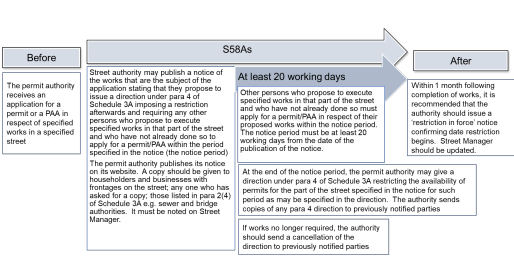 Before
The permit authority
receives an
application for a
permit or a PAA in
respect of specified
works in a specified
street
S58As
Street authority may publish a notice of
the works that are the subject of the
application stating that they propose to
issue a direction under para 4 of
Schedule 3A imposing a restriction
afterwards and requiring any other
persons who propose to execute
specified works in that part of the street
and who have not already done so to
apply for a permit/PAA within the period
specified in the notice (the notice period)
The permit authority publishes its notice
on its website. A copy should be given to
householders and businesses with
frontages on the street; any one who has
asked for a copy; those listed in para 2(4)
of Schedule 3A e.g. sewer and bridge
authorities. It must be noted on Street
Manager.
At least 20 working days
Other persons who propose to execute
specified works in that part of the street
and who have not already done so must
apply for a permit/PAA in respect of their
proposed works within the notice period.
The notice period must be at least 20
working days from the date of the
publication of the notice.
At the end of the notice period, the permit authority may give a
direction under para 4 of Schedule 3A restricting the availability of
permits for the part of the street specified in the notice for such
period as may be specified in the direction. The authority sends
copies of any para 4 direction to previously notified parties
If works no longer required, the authority
should send a cancellation of the
direction to previously notified parties
After
Within 1 month following
completion of works, it is
recommended that the
authority should issue a
'restriction in force' notice
confirming date restriction
begins. Street Manager
should be updated.